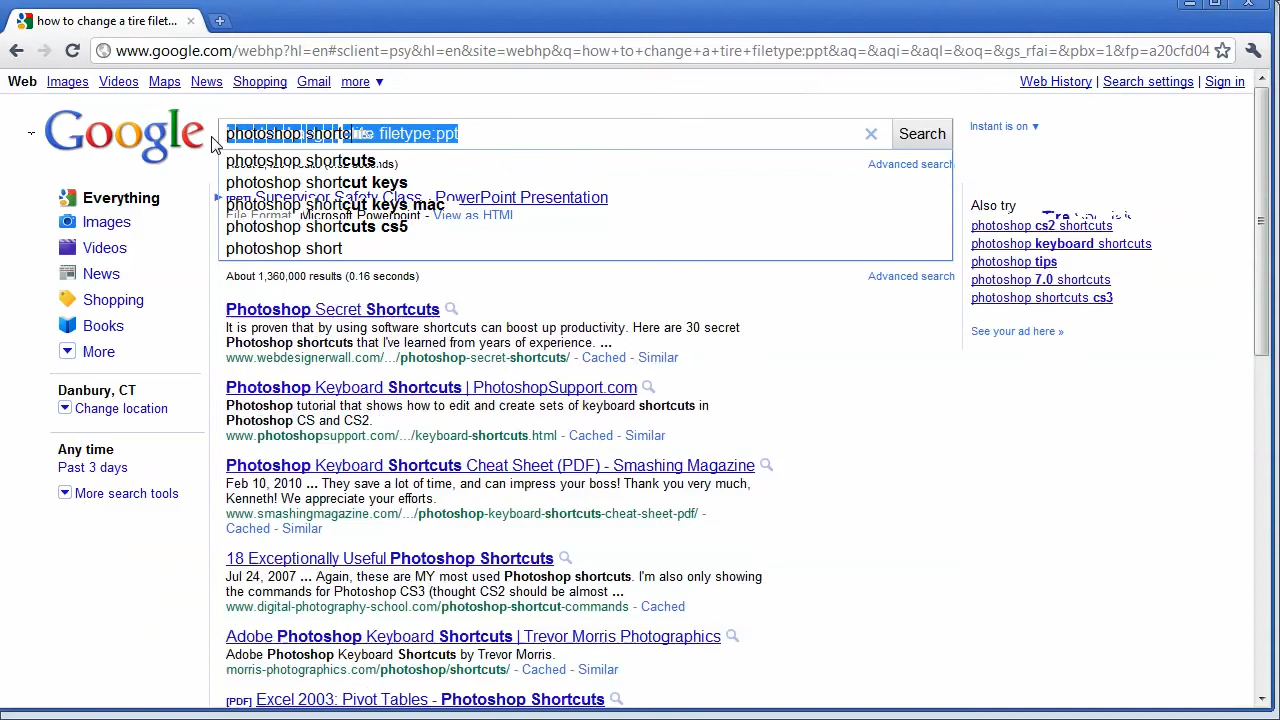 how to change a tire filet...
www.google.com/webhp?hl=en#sclient=psy&hl=en&site=webhp&q=how+to+change+a+tire+filetype:ppt&aq=&aqi=&aql=&oq=&gs_rfai=&pbx=1&fp=a20cfd04
Web Images Videos Maps News Shopping Gmail more ▼
Web History | Search settings | Sign in
Google
photoshop shortc filetype:ppt
Search
Instant is on ▼
photoshop shortcuts
Advanced search
photoshop shortcut keys
Supervisor Safety Class - PowerPoint Presentation
photoshop shortcut keys mac
File Format: Microsoft Powerpoint - View as HTML
photoshop shortcuts cs5
photoshop short
Everything
Images
Videos
News
Shopping
Books
More
Danbury, CT
Change location
Any time
Past 3 days
More search tools
About 1,360,000 results (0.16 seconds)
Advanced search
Photoshop Secret Shortcuts
It is proven that by using software shortcuts can boost up productivity. Here are 30 secret
Photoshop shortcuts that I've learned from years of experience. ...
www.webdesignerwall.com/.../photoshop-secret-shortcuts/ - Cached - Similar
Photoshop Keyboard Shortcuts | PhotoshopSupport.com
Photoshop tutorial that shows how to edit and create sets of keyboard shortcuts in
Photoshop CS and CS2.
www.photoshopsupport.com/.../keyboard-shortcuts.html - Cached - Similar
Photoshop Keyboard Shortcuts Cheat Sheet (PDF) - Smashing Magazine
Feb 10, 2010 ... They save a lot of time, and can impress your boss! Thank you very much,
Kenneth! We appreciate your efforts.
www.smashingmagazine.com/.../photoshop-keyboard-shortcuts-cheat-sheet-pdf/ -
Cached - Similar
18 Exceptionally Useful Photoshop Shortcuts
Jul 24, 2007 ... Again, these are MY most used Photoshop shortcuts. I'm also only showing
the commands for Photoshop CS3 (thought CS2 should be almost ...
www.digital-photography-school.com/photoshop-shortcut-commands - Cached
Adobe Photoshop Keyboard Shortcuts | Trevor Morris Photographics
Adobe Photoshop Keyboard Shortcuts by Trevor Morris.
morris-photographics.com/photoshop/shortcuts/ - Cached - Similar
[PDF] Excel 2003: Pivot Tables - Photoshop Shortcuts
Also try
photoshop cs2 shortcuts
photoshop keyboard shortcuts
photoshop tips
photoshop 7.0 shortcuts
photoshop shortcuts cs3
See your ad here »